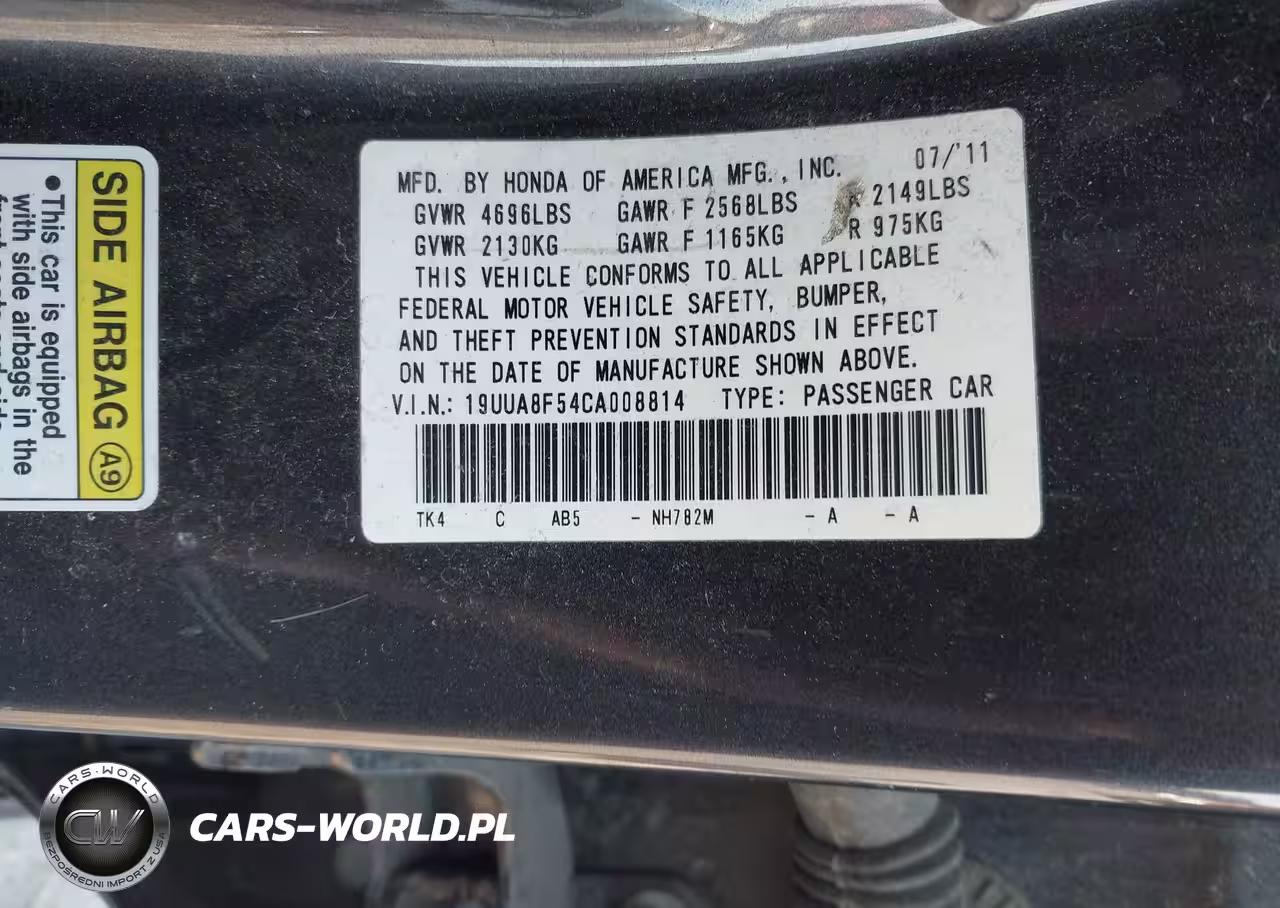 MFD. BY HONDA OF AMERICA MFG., INC. 07/'11
GVWR 4696LBS GAWR F 2568LBS R 2149LBS
GVWR 2130KG GAWR F 1165KG R 975KG
THIS VEHICLE CONFORMS TO ALL APPLICABLE
FEDERAL MOTOR VEHICLE SAFETY, BUMPER,
AND THEFT PREVENTION STANDARDS IN EFFECT
ON THE DATE OF MANUFACTURE SHOWN ABOVE.
V.I.N.: 19UUA8F54CA008814 TYPE: PASSENGER CAR
TK4 C AB5 - NH782M - A - A
SIDE AIRBAG A9
•This car is equipped
with side airbags in the
CARS-WORLD
CW
BEZPOŚREDNI IMPORT Z USA
CARS-WORLD.PL